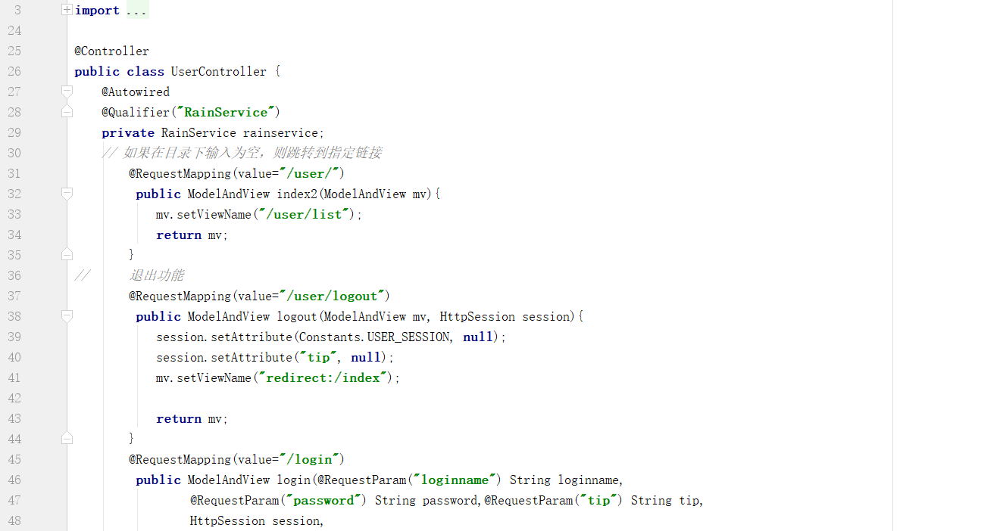 3 import ...
24
25 @Controller
26 public class UserController {
27 @Autowired
28 @Qualifier("RainService")
29 private RainService rainservice;
30 // 如果在目录下输入为空，则跳转到指定链接
31 @RequestMapping(value="/user/")
32 public ModelAndView index2(ModelAndView mv){
33 mv.setViewName("/user/list");
34 return mv;
35 }
36 // 退出功能
37 @RequestMapping(value="/user/logout")
38 public ModelAndView logout(ModelAndView mv, HttpSession session){
39 session.setAttribute(Constants.USER_SESSION, null);
40 session.setAttribute("tip", null);
41 mv.setViewName("redirect:/index");
42
43 return mv;
44 }
45 @RequestMapping(value="/login")
46 public ModelAndView login(@RequestParam("loginname") String loginname,
47 @RequestParam("password") String password,@RequestParam("tip") String tip,
48 HttpSession session,